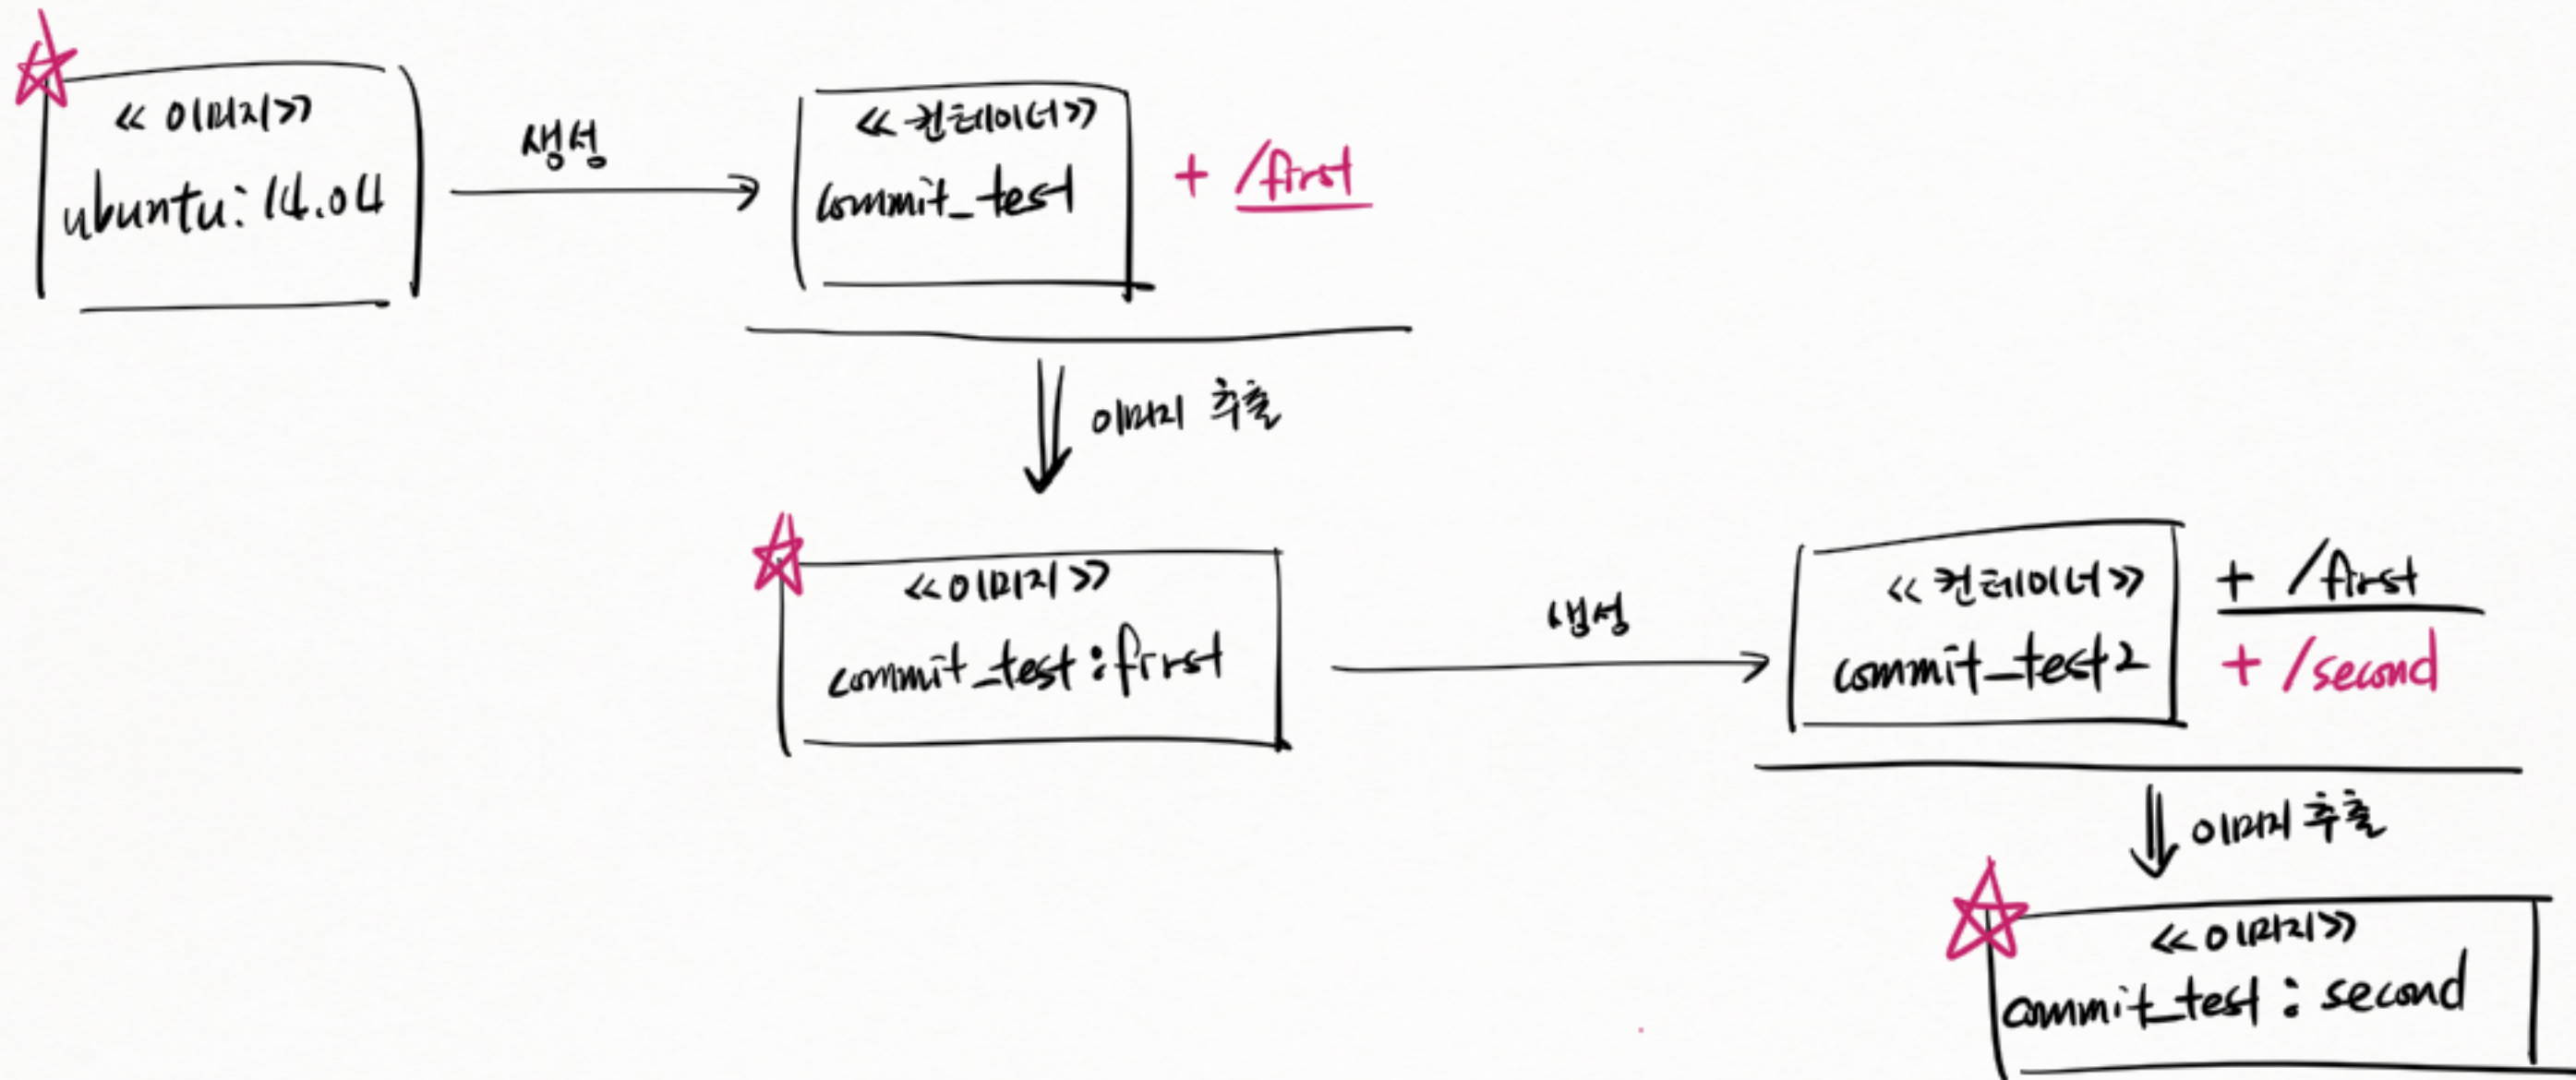 << 이미지 >>
ubuntu:14.04
생성
<< 컨테이너 >>
commit_test
+ /first
이미지 추출
<< 이미지 >>
commit_test:first
생성
<< 컨테이너 >>
commit_test2
+ /first
+ /second
이미지 추출
<< 이미지 >>
commit_test : second